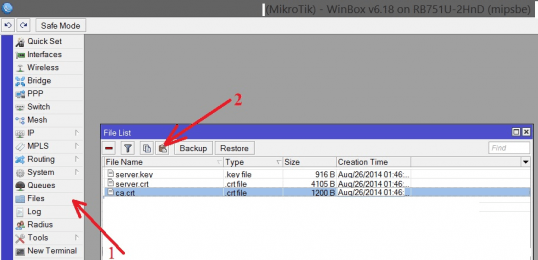 (MikroTik) - WinBox v6.18 on RB751U-2HnD (mipsbe)
Safe Mode
Quick Set
Interfaces
Wireless
Bridge
PPP
Switch
Mesh
IP
MPLS
Routing
System
Queues
Files
Log
Radius
Tools
New Terminal
2
1
File List
Backup Restore Find
File Name Type Size Creation Time
server.key .key file 916 B Aug/26/2014 01:46:...
server.crt .crt file 4105 B Aug/26/2014 01:46:...
ca.crt .crt file 1200 B Aug/26/2014 01:46:...